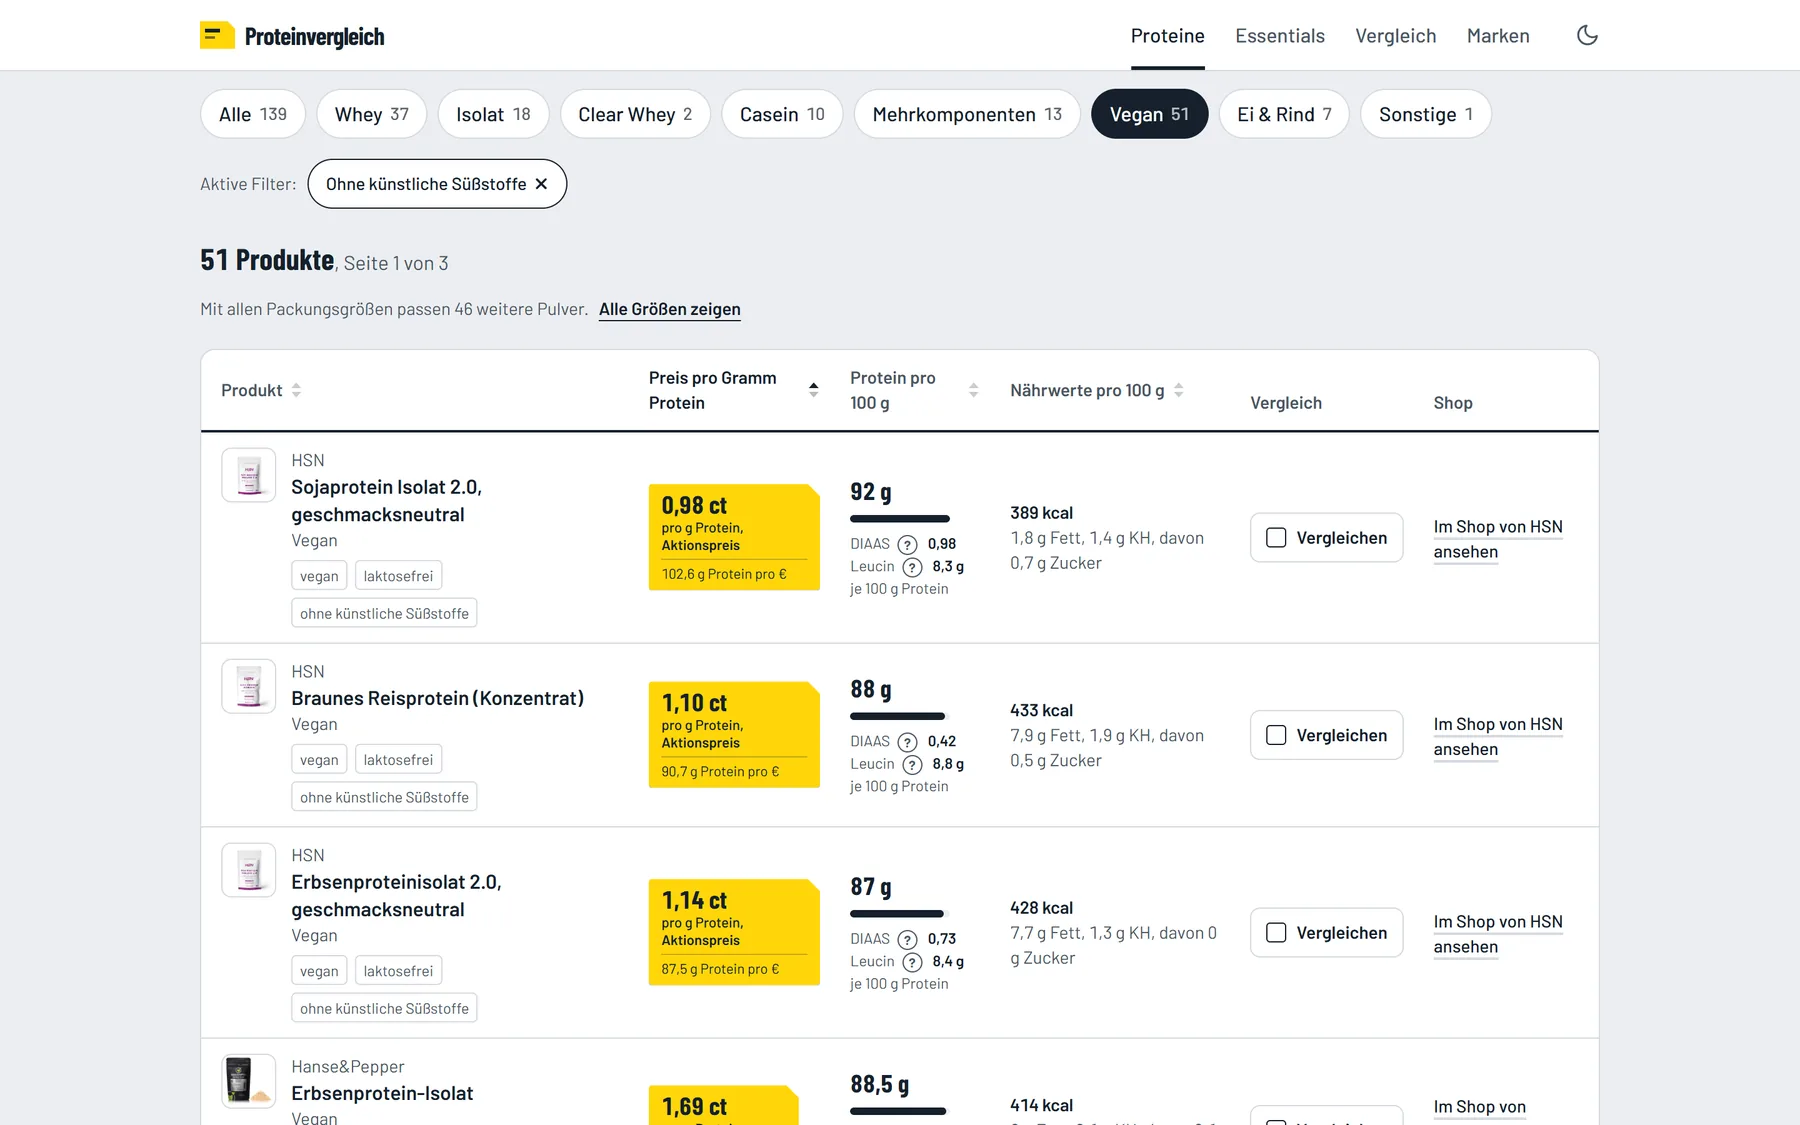 Proteinvergleich
Proteine Essentials Vergleich Marken
Alle 139 Whey 37 Isolat 18 Clear Whey 2 Casein 10 Mehrkomponenten 13 Vegan 51 Ei & Rind 7 Sonstige 1
Aktive Filter: Ohne künstliche Süßstoffe ✕
51 Produkte, Seite 1 von 3
Mit allen Packungsgrößen passen 46 weitere Pulver. Alle Größen zeigen
Produkt
Preis pro Gramm
Protein
Protein pro
100 g
Nährwerte pro 100 g
Vergleich
Shop
HSN
Sojaprotein Isolat 2.0,
geschmacksneutral
Vegan
vegan laktosefrei
ohne künstliche Süßstoffe
0,98 ct
pro g Protein,
Aktionspreis
102,6 g Protein pro €
92 g
DIAAS ? 0,98
Leucin ? 8,3 g
je 100 g Protein
389 kcal
1,8 g Fett, 1,4 g KH, davon
0,7 g Zucker
Vergleichen
Im Shop von HSN
ansehen
HSN
Braunes Reisprotein (Konzentrat)
Vegan
vegan laktosefrei
ohne künstliche Süßstoffe
1,10 ct
pro g Protein,
Aktionspreis
90,7 g Protein pro €
88 g
DIAAS ? 0,42
Leucin ? 8,8 g
je 100 g Protein
433 kcal
7,9 g Fett, 1,9 g KH, davon
0,5 g Zucker
Vergleichen
Im Shop von HSN
ansehen
HSN
Erbsenproteinisolat 2.0,
geschmacksneutral
Vegan
vegan laktosefrei
ohne künstliche Süßstoffe
1,14 ct
pro g Protein,
Aktionspreis
87,5 g Protein pro €
87 g
DIAAS ? 0,73
Leucin ? 8,4 g
je 100 g Protein
428 kcal
7,7 g Fett, 1,3 g KH, davon 0
g Zucker
Vergleichen
Im Shop von HSN
ansehen
Hanse&Pepper
Erbsenprotein-Isolat
Vegan
1,69 ct
88,5 g
414 kcal
Im Shop von